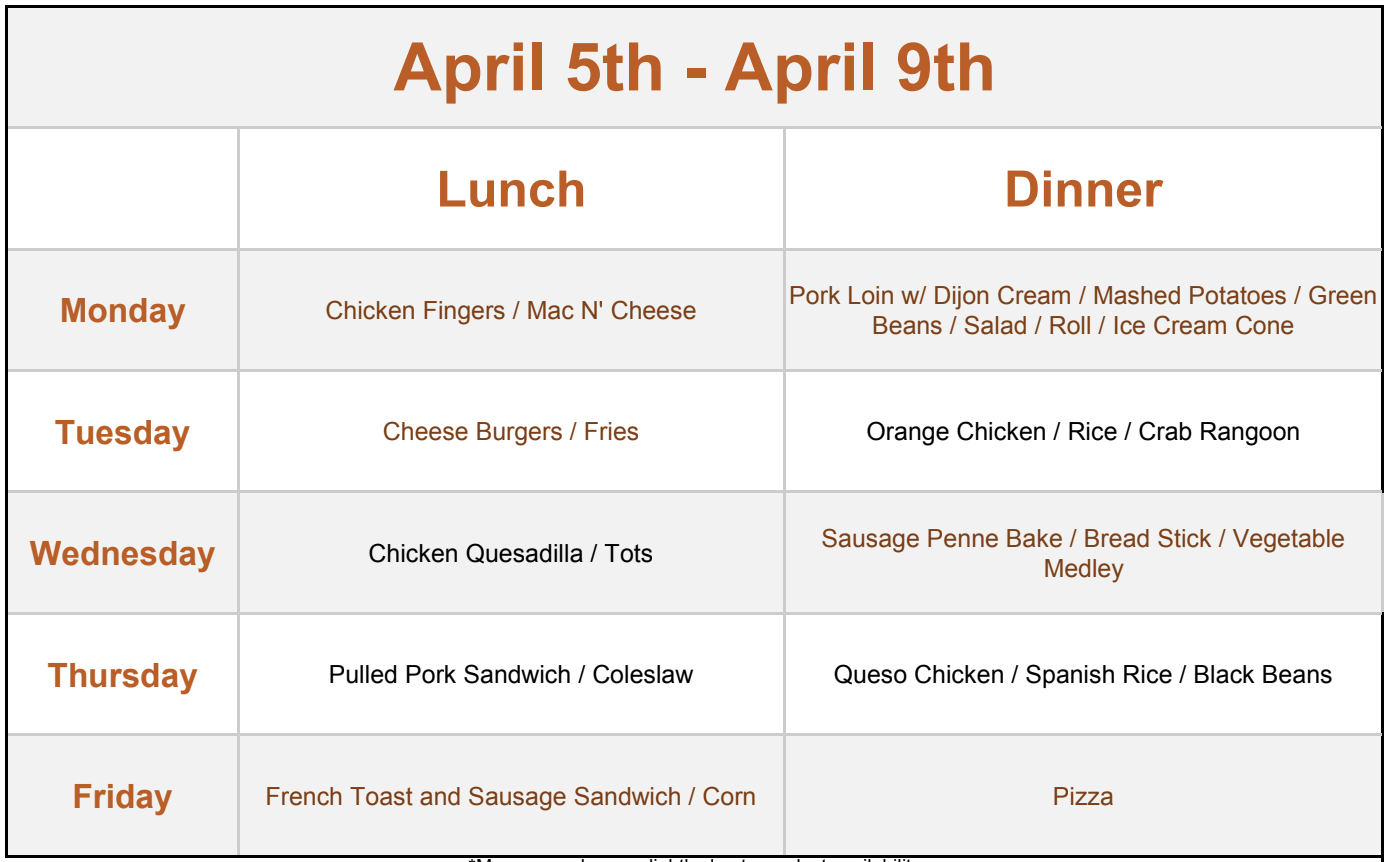 April 5th - April 9th
Lunch
Dinner
Monday
Chicken Fingers / Mac N' Cheese
Pork Loin w/ Dijon Cream / Mashed Potatoes / Green
Beans / Salad / Roll / Ice Cream Cone
Tuesday
Cheese Burgers / Fries
Orange Chicken / Rice / Crab Rangoon
Wednesday
Chicken Quesadilla / Tots
Sausage Penne Bake / Bread Stick / Vegetable
Medley
Thursday
Pulled Pork Sandwich / Coleslaw
Queso Chicken / Spanish Rice / Black Beans
Friday
French Toast and Sausage Sandwich / Corn
Pizza